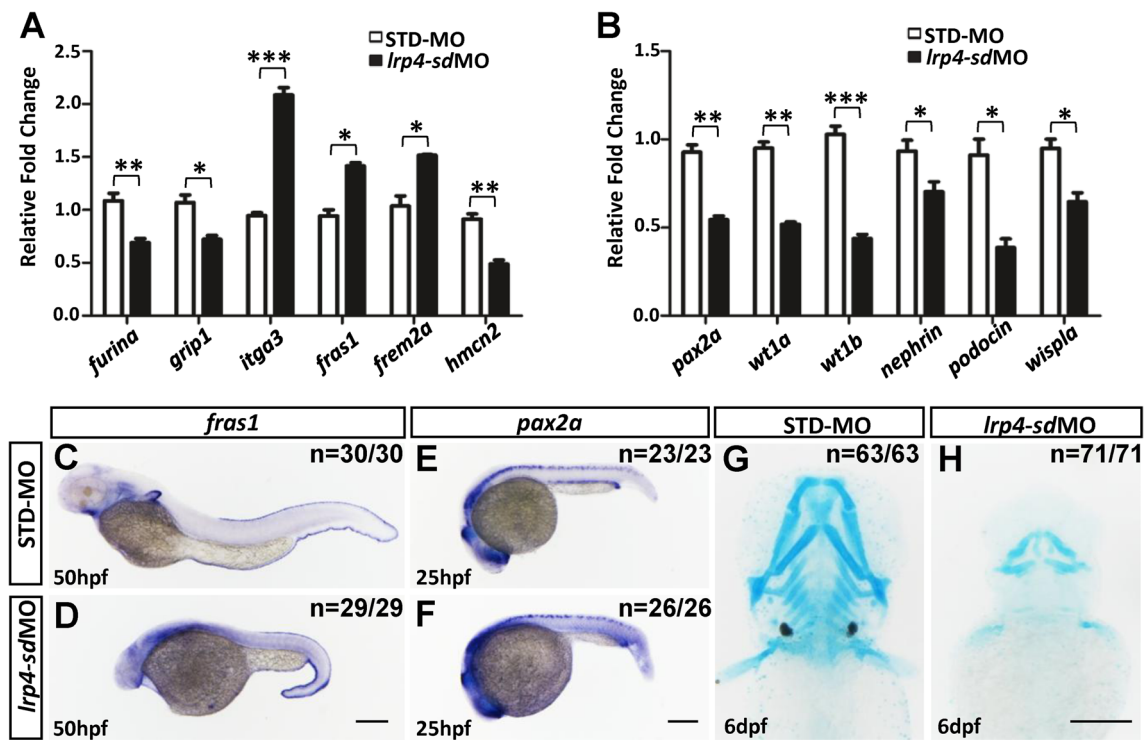 A
STD-MO
lrp4-sdMO
Relative Fold Change
2.5
2.0
1.5
1.0
0.5
0.0
**
*
***
*
*
**
furina
grip1
itga3
fras1
frem2a
hmcn2
B
STD-MO
lrp4-sdMO
Relative Fold Change
1.5
1.0
0.5
0.0
**
**
***
*
*
*
pax2a
wt1a
wt1b
nephrin
podocin
wispla
fras1
pax2a
STD-MO
lrp4-sdMO
STD-MO
C
n=30/30
50hpf
E
n=23/23
25hpf
G
n=63/63
6dpf
H
n=71/71
6dpf
lrp4-sdMO
D
n=29/29
50hpf
F
n=26/26
25hpf